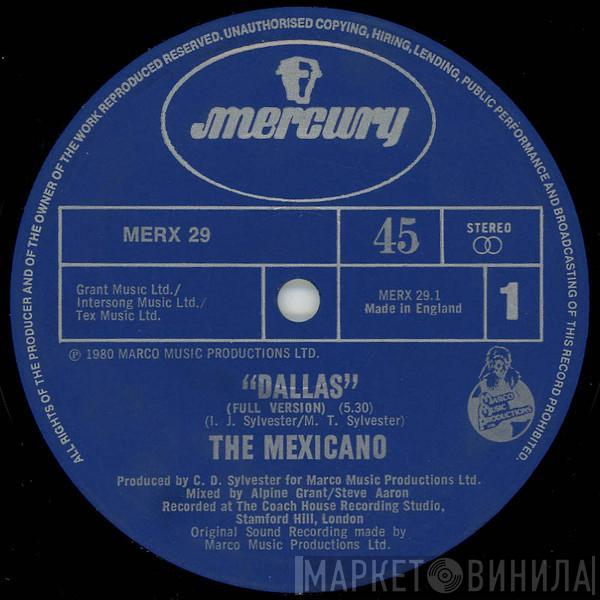 ALL RIGHTS OF THE PRODUCER AND OF THE OWNER OF THE WORK REPRODUCED RESERVED. UNAUTHORISED COPYING, HIRING, LENDING, PUBLIC PERFORMANCE AND BROADCASTING OF THIS RECORD PROHIBITED.
mercury
MERX 29
45
STEREO
Grant Music Ltd./
Intersong Music Ltd./
Tex Music Ltd.
MERX 29.1
Made in England
1
Ⓟ 1980 MARCO MUSIC PRODUCTIONS LTD.
"DALLAS"
(FULL VERSION) (5.30)
(I. J. Sylvester/M. T. Sylvester)
THE MEXICANO
MARCO
MUSIC
PRODUCTIONS
Produced by C. D. Sylvester for Marco Music Productions Ltd.
Mixed by Alpine Grant/Steve Aaron
Recorded at The Coach House Recording Studio,
Stamford Hill, London
Original Sound Recording made by
Marco Music Productions Ltd.
МАРКЕТ ВИНИЛА